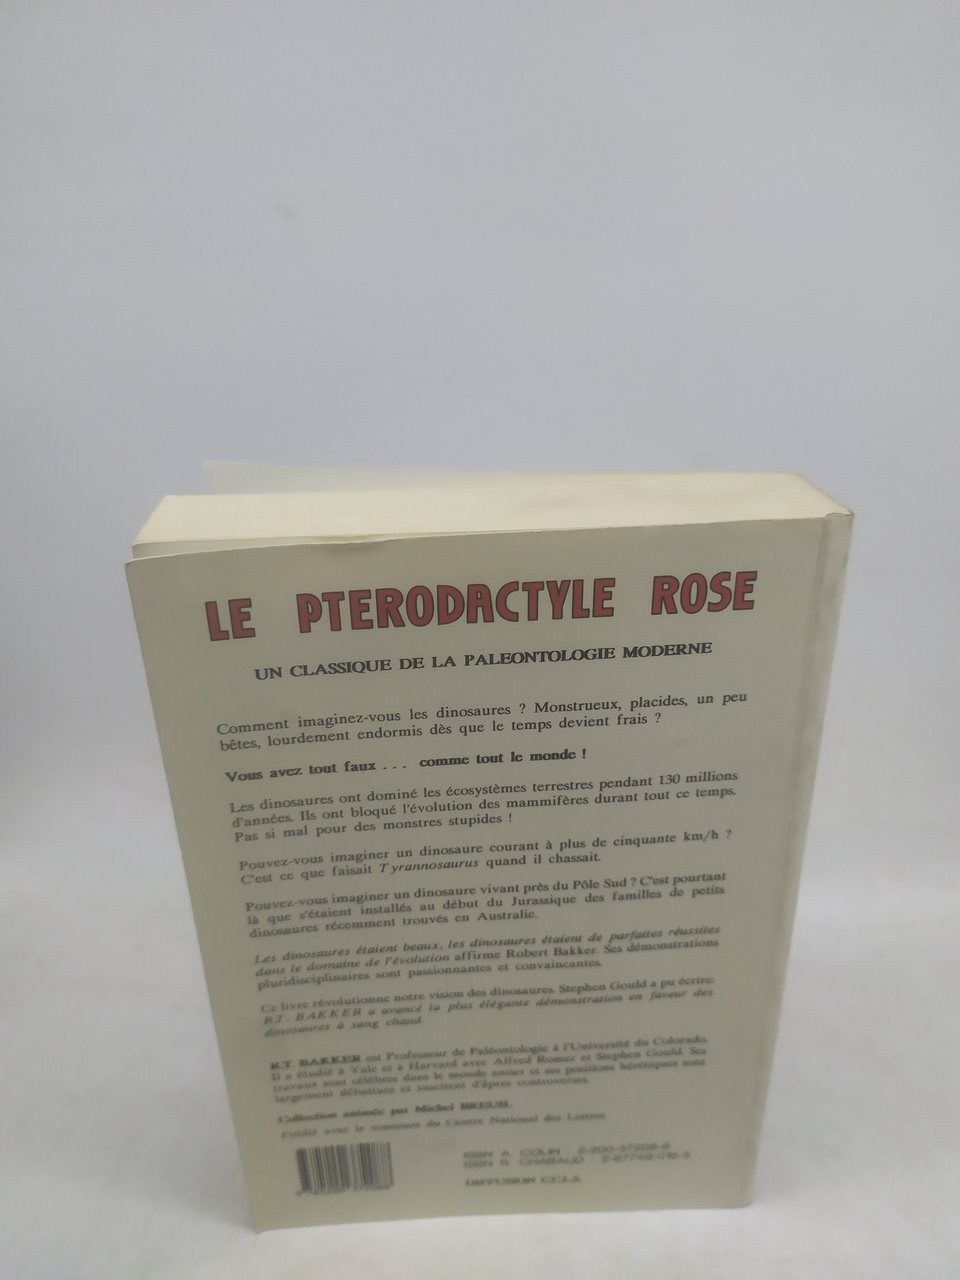 LE PTERODACTYLE ROSE
UN CLASSIQUE DE LA PALEONTOLOGIE MODERNE
Comment imaginez-vous les dinosaures ? Monstrueux, placides, un peu
bêtes, lourdement endormis dès que le temps devient frais ?
Vous avez tout faux . . . comme tout le monde !
Les dinosaures ont dominé les écosystèmes terrestres pendant 130 millions
d'années. Ils ont bloqué l'évolution des mammifères durant tout ce temps.
Pas si mal pour des monstres stupides !
Pouvez-vous imaginer un dinosaure courant à plus de cinquante km/h ?
C'est ce que faisait Tyrannosaurus quand il chassait.
Pouvez-vous imaginer un dinosaure vivant près du Pôle Sud ? C'est pourtant
là que s'étaient installés au début du Jurassique des familles de petits
dinosaures récemment trouvés en Australie.
Les dinosaures étaient beaux, les dinosaures étaient de parfaites réussites
dans le domaine de l'évolution affirme Robert Bakker. Ses démonstrations
pluridisciplinaires sont passionnantes et convaincantes.
Ce livre révolutionne notre vision des dinosaures. Stephen Gould a pu écrire:
R.T. BAKKER a avancé la plus élégante démonstration en faveur des
dinosaures à sang chaud.
R.T BAKKER est Professeur de Paléontologie à l'Université du Colorado.
Il a étudié à Yale et à Harvard avec Alfred Romer et Stephen Gould. Ses
travaux sont célèbres dans le monde entier et ses positions hérétiques sont
largement débattues et suscitent d'âpres controverses.
Collection animée par Michel BREUIL
Publié avec le concours du Centre National des Lettres
ISBN A. COLIN : 2-200-37206-6
ISBN R. CHABAUD : 2-87749-016-5
DIFFUSION C.C.L.S.